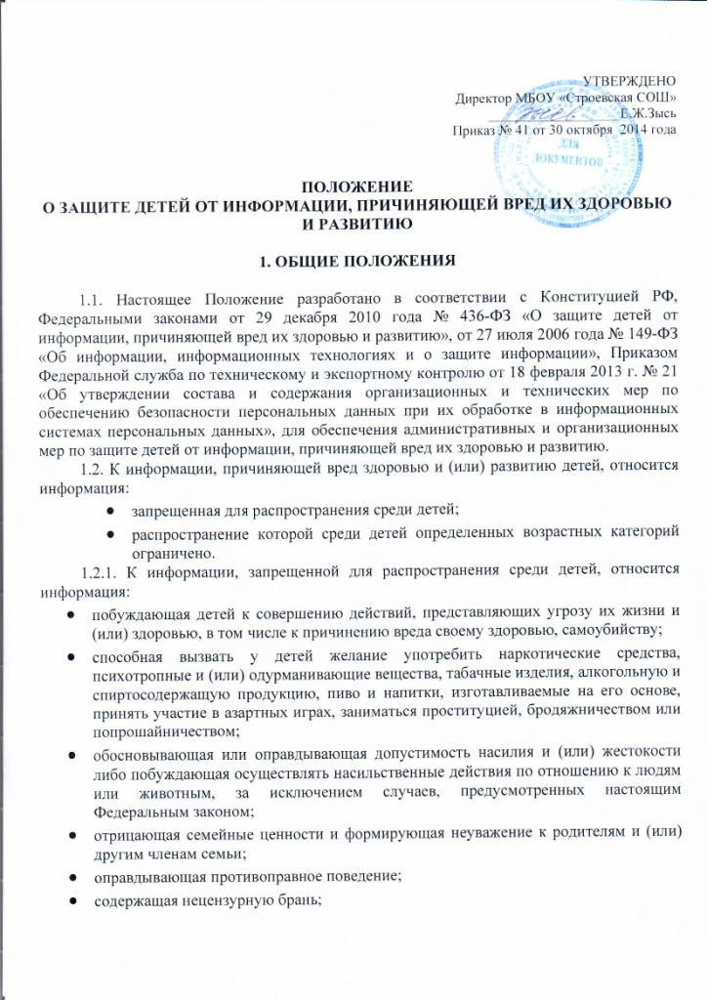 УТВЕРЖДЕНО
Директор МБОУ «Строевская СОШ»
Е.Ж.Зысь
Приказ № 41 от 30 октября 2014 года
ДЛЯ
ДОКУМЕНТОВ
ПОЛОЖЕНИЕ
О ЗАЩИТЕ ДЕТЕЙ ОТ ИНФОРМАЦИИ, ПРИЧИНЯЮЩЕЙ ВРЕД ИХ ЗДОРОВЬЮ
И РАЗВИТИЮ
1. ОБЩИЕ ПОЛОЖЕНИЯ
1.1. Настоящее Положение разработано в соответствии с Конституцией РФ,
Федеральными законами от 29 декабря 2010 года № 436-ФЗ «О защите детей от
информации, причиняющей вред их здоровью и развитию», от 27 июля 2006 года № 149-ФЗ
«Об информации, информационных технологиях и о защите информации», Приказом
Федеральной служба по техническому и экспортному контролю от 18 февраля 2013 г. № 21
«Об утверждении состава и содержания организационных и технических мер по
обеспечению безопасности персональных данных при их обработке в информационных
системах персональных данных», для обеспечения административных и организационных
мер по защите детей от информации, причиняющей вред их здоровью и развитию.
1.2. К информации, причиняющей вред здоровью и (или) развитию детей, относится
информация:
• запрещенная для распространения среди детей;
• распространение которой среди детей определенных возрастных категорий
ограничено.
1.2.1. К информации, запрещенной для распространения среди детей, относится
информация:
• побуждающая детей к совершению действий, представляющих угрозу их жизни и
(или) здоровью, в том числе к причинению вреда своему здоровью, самоубийству;
• способная вызвать у детей желание употребить наркотические средства,
психотропные и (или) одурманивающие вещества, табачные изделия, алкогольную и
спиртосодержащую продукцию, пиво и напитки, изготавливаемые на его основе,
принять участие в азартных играх, заниматься проституцией, бродяжничеством или
попрошайничеством;
• обосновывающая или оправдывающая допустимость насилия и (или) жестокости
либо побуждающая осуществлять насильственные действия по отношению к людям
или животным, за исключением случаев, предусмотренных настоящим
Федеральным законом;
• отрицающая семейные ценности и формирующая неуважение к родителям и (или)
другим членам семьи;
• оправдывающая противоправное поведение;
• содержащая нецензурную брань;